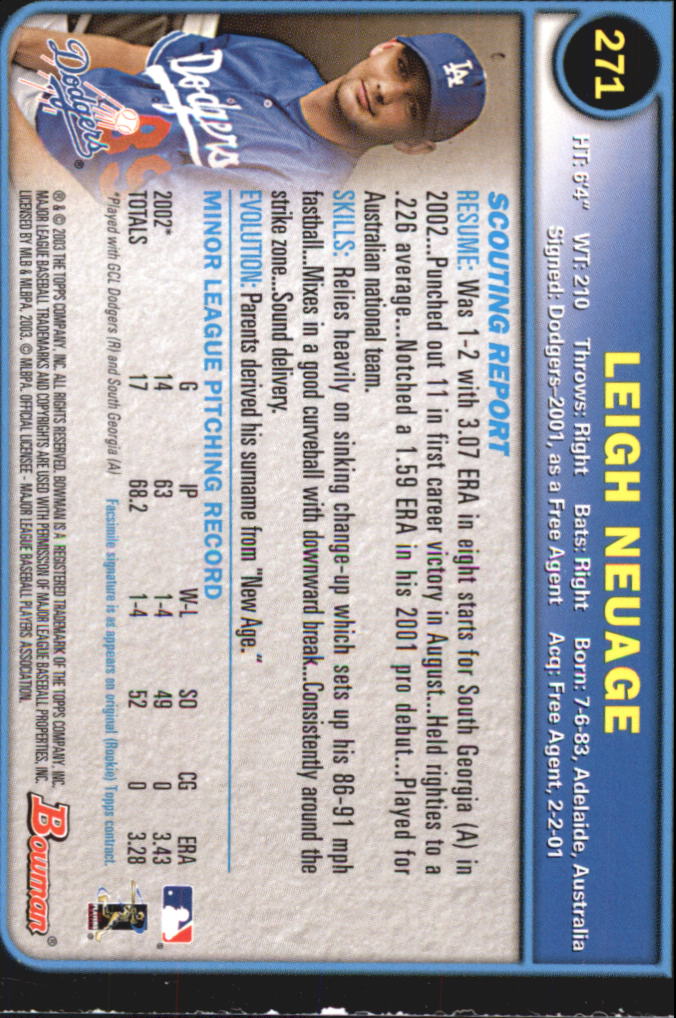 271
LEIGH NEUAGE
HT: 6'4" WT: 210 Throws: Right Bats: Right Born: 7-6-83, Adelaide, Australia
Signed: Dodgers–2001, as a Free Agent Acq: Free Agent, 2-2-01
LA
Dodgers
Dodgers
SCOUTING REPORT
RESUME: Was 1-2 with 3.07 ERA in eight starts for South Georgia (A) in
2002...Punched out 11 in first career victory in August...Held righties to a
.226 average...Notched a 1.59 ERA in his 2001 pro debut...Played for
Australian national team.
SKILLS: Relies heavily on sinking change-up which sets up his 86-91 mph
fastball...Mixes in a good curveball with downward break...Consistently around the
strike zone...Sound delivery.
EVOLUTION: Parents derived his surname from "New Age."
MINOR LEAGUE PITCHING RECORD
G IP W-L SO CG ERA
2002* 14 63 1-4 49 0 3.43
TOTALS 17 68.2 1-4 52 0 3.28
*Played with GCL Dodgers (R) and South Georgia (A) Facsimile signature is as appears on original (Rookie) Topps contract.
® & © 2003 THE TOPPS COMPANY, INC. ALL RIGHTS RESERVED. BOWMAN IS A REGISTERED TRADEMARK OF THE TOPPS COMPANY, INC.
MAJOR LEAGUE BASEBALL TRADEMARKS AND COPYRIGHTS ARE USED WITH PERMISSION OF MAJOR LEAGUE BASEBALL PROPERTIES, INC.
LICENSED BY MLB & MLBPA, 2003. © MLBPA. OFFICIAL LICENSEE - MAJOR LEAGUE BASEBALL PLAYERS ASSOCIATION.
Bowman®